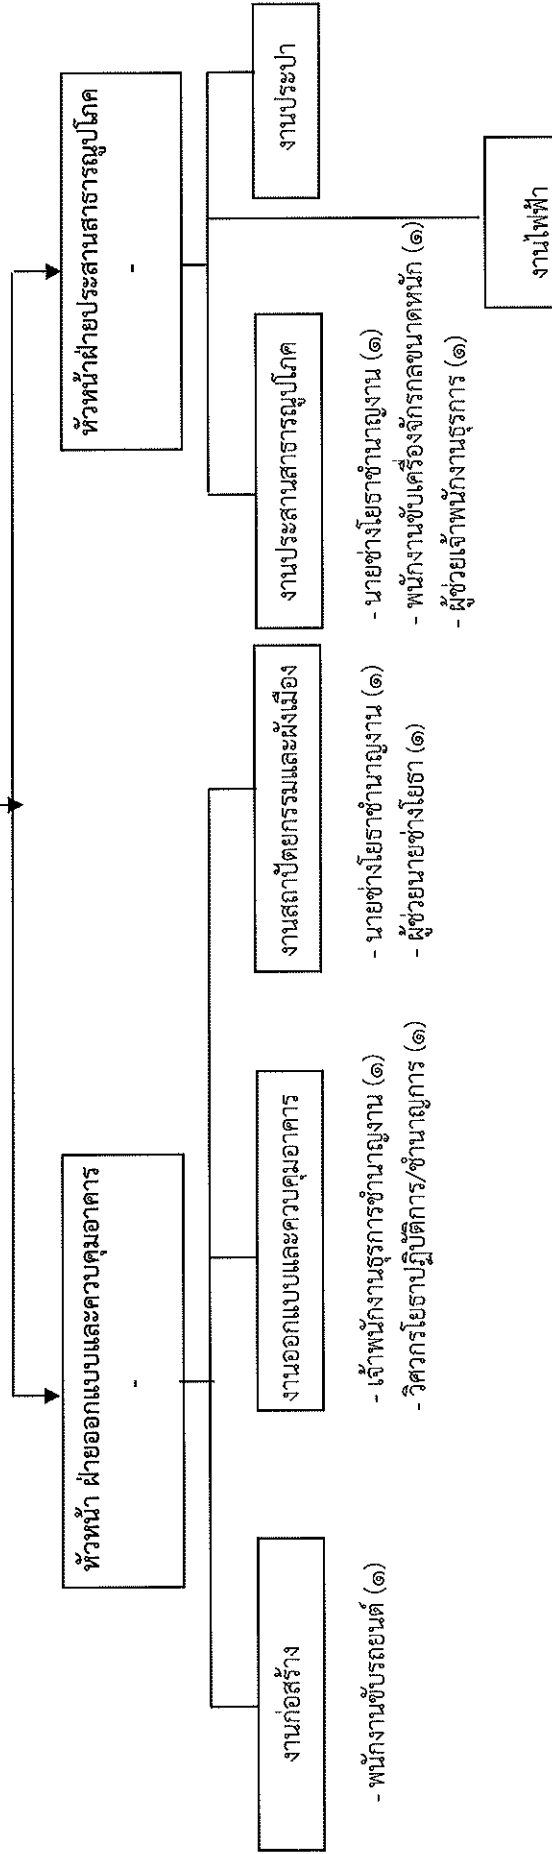 หัวหน้า ฝ่ายออกแบบและควบคุมอาคาร
-
หัวหน้าฝ่ายประสานสาธารณูปโภค
-
งานก่อสร้าง
- พนักงานขับรถยนต์ (๑)
งานออกแบบและควบคุมอาคาร
- เจ้าพนักงานธุรการชำนาญงาน (๑)
- วิศวกรโยธาปฏิบัติการ/ชำนาญการ (๑)
งานสถาปัตยกรรมและผังเมือง
- นายช่างโยธาชำนาญงาน (๑)
- ผู้ช่วยนายช่างโยธา (๑)
งานประสานสาธารณูปโภค
- นายช่างโยธาชำนาญงาน (๑)
- พนักงานขับเครื่องจักรกลขนาดหนัก (๑)
- ผู้ช่วยเจ้าพนักงานธุรการ (๑)
งานประปา
งานไฟฟ้า